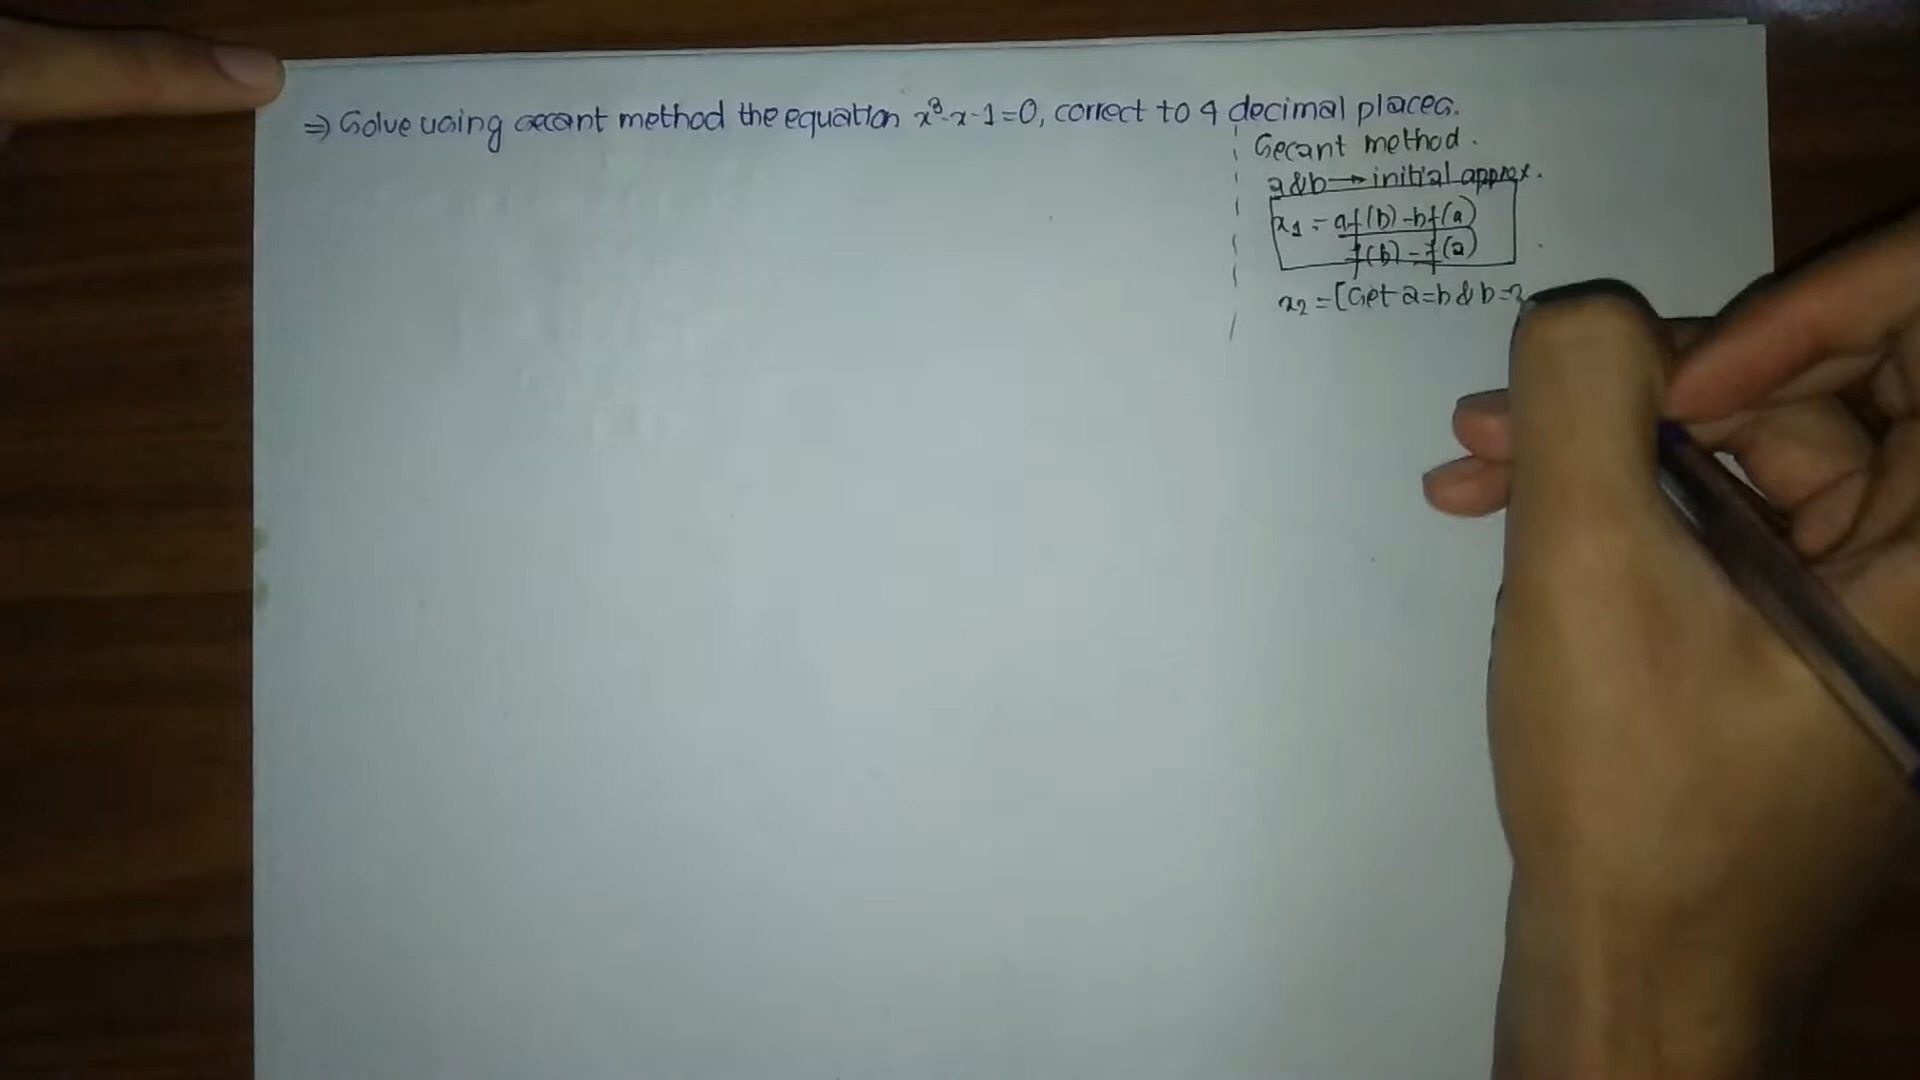 ⇒ Solve using secant method the equation x³-x-1=0, correct to 4 decimal places.
Secant method.
a & b → initial approx.
x₁ = af(b) - bf(a)
f(b) - f(a)
x₂ = [Set a=b & b=